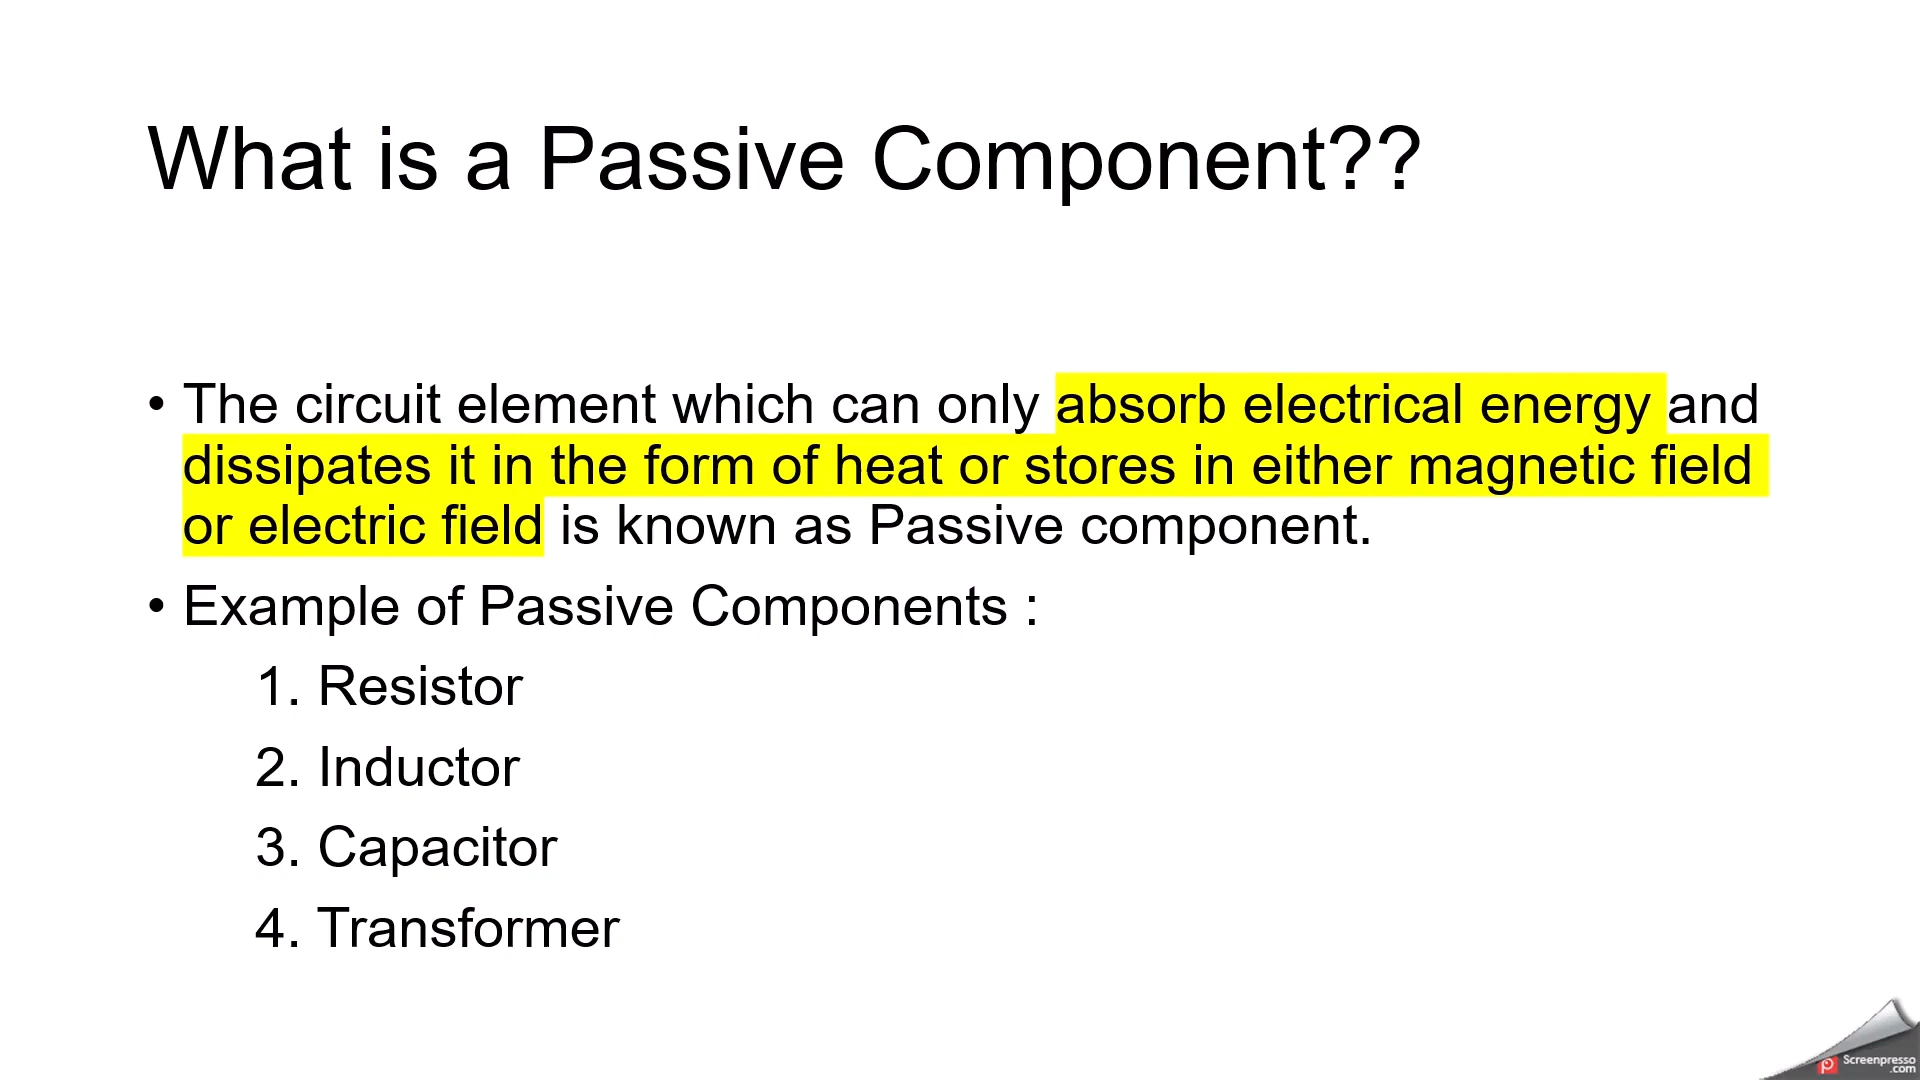 What is a Passive Component??
• The circuit element which can only absorb electrical energy and
dissipates it in the form of heat or stores in either magnetic field
or electric field is known as Passive component.
• Example of Passive Components :
1. Resistor
2. Inductor
3. Capacitor
4. Transformer
Screenpresso
.com